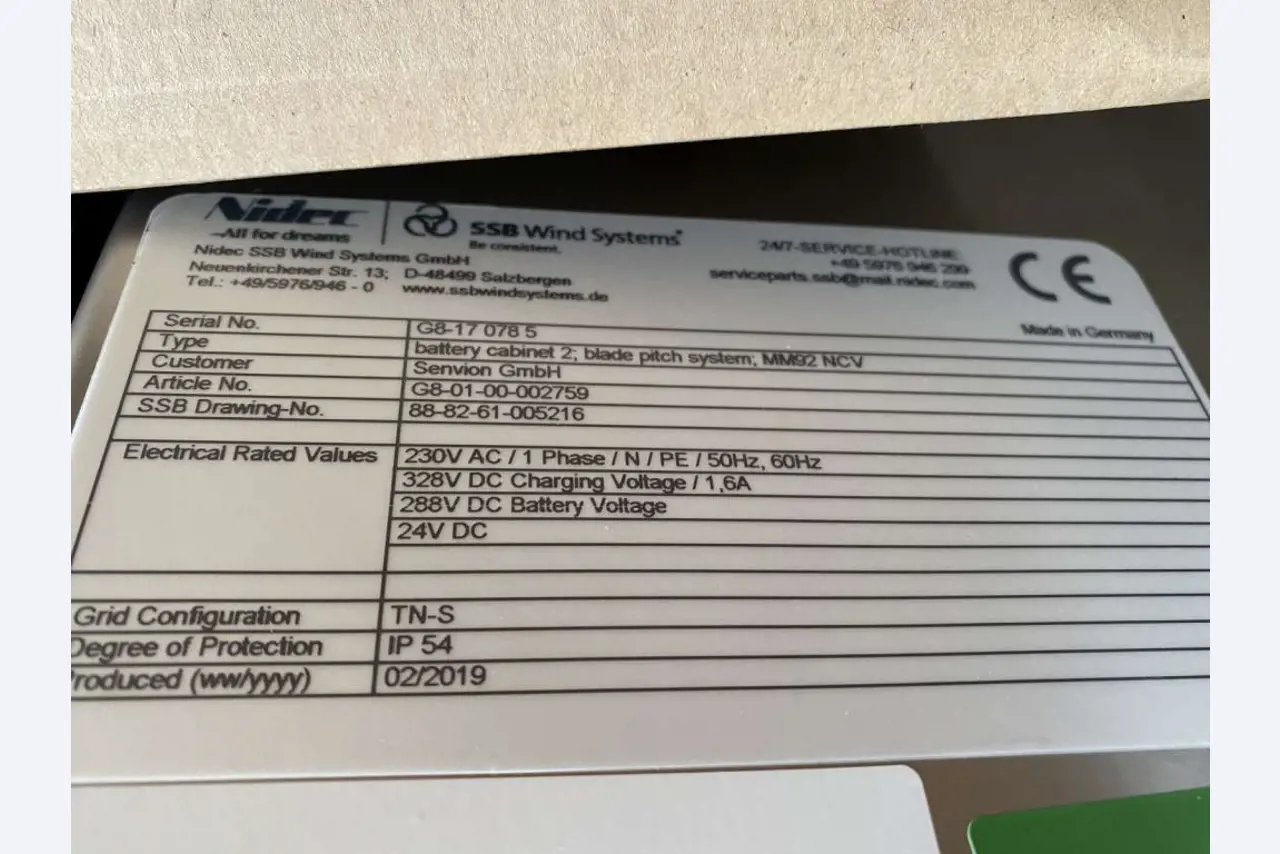 Nidec
All for dreams
SSB Wind Systems
Be consistent.
Nidec SSB Wind Systems GmbH
Neuenkirchener Str. 13; D-48499 Salzbergen
Tel.: +49/5976/946 - 0 www.ssbwindsystems.de
24/7-SERVICE-HOTLINE
+49 5976 946 299
serviceparts.ssb@mail.nidec.com
CE
Made in Germany
Serial No. G8-17 078 5
Type battery cabinet 2; blade pitch system; MM92 NCV
Customer Senvion GmbH
Article No. G8-01-00-002759
SSB Drawing-No. 88-82-61-005216
Electrical Rated Values 230V AC / 1 Phase / N / PE / 50Hz, 60Hz
328V DC Charging Voltage / 1,6A
288V DC Battery Voltage
24V DC
Grid Configuration TN-S
Degree of Protection IP 54
Produced (ww/yyyy) 02/2019